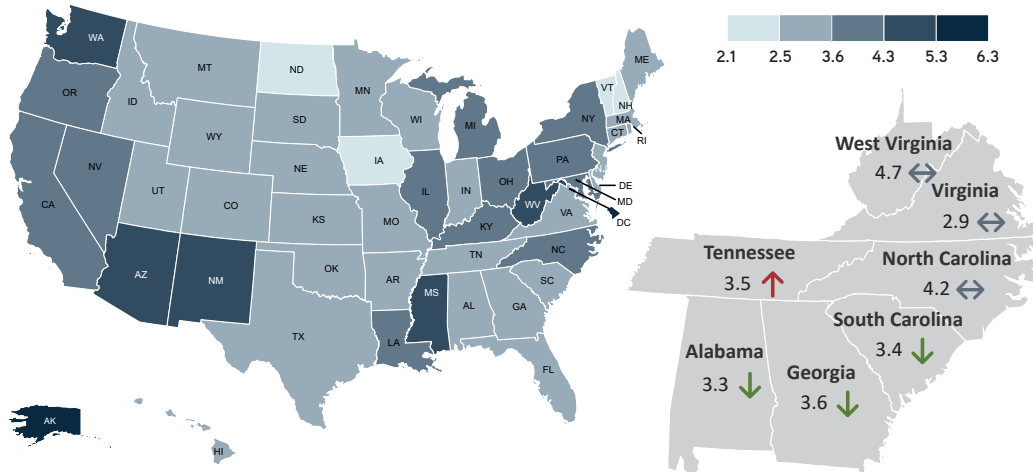 2.1 2.5 3.6 4.3 5.3 6.3
WA
ME
MT
ND
VT
OR
MN
NH
ID
SD
WI
NY
MA
MI
CT
RI
WY
IA
PA
NE
NV
OH
IL
IN
DE
UT
MD
CO
WV
CA
VA
DC
KS
MO
KY
NC
TN
AZ
OK
NM
AR
SC
MS
AL
GA
TX
LA
FL
AK
HI
West Virginia
4.7 ↔
Virginia
2.9 ↔
Tennessee
3.5 ↑
North Carolina
4.2 ↔
South Carolina
3.4 ↓
Alabama
3.3 ↓
Georgia
3.6 ↓